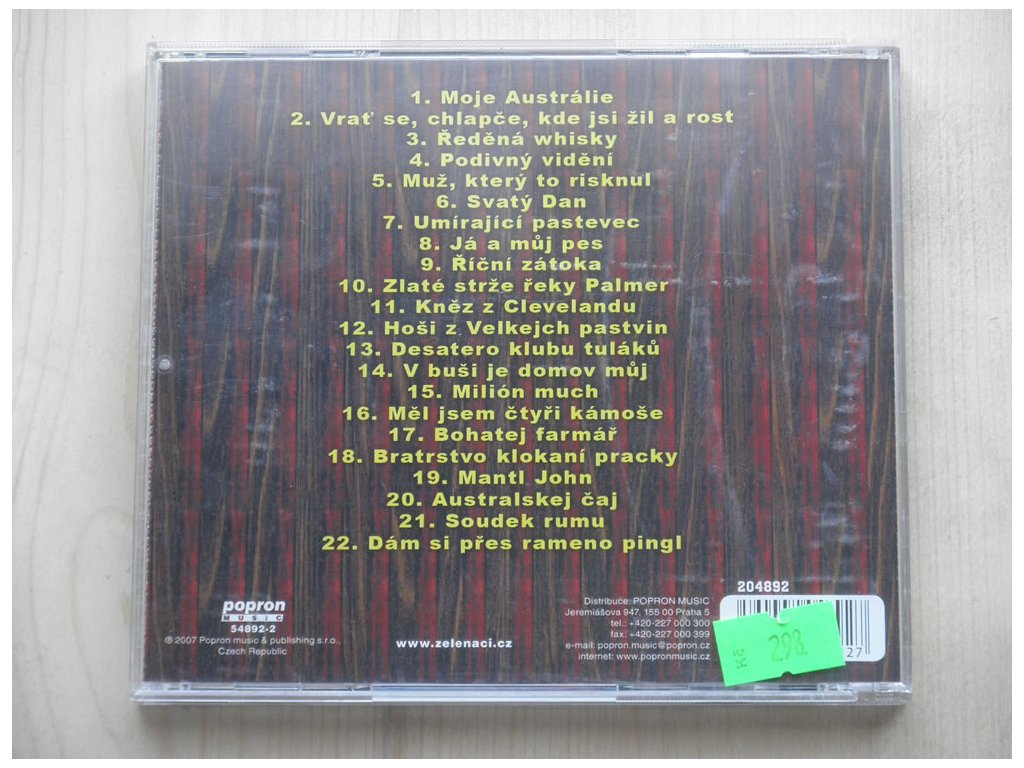 1. Moje Austrálie
2. Vrať se, chlapče, kde jsi žil a rost
3. Ředěná whisky
4. Podivný vidění
5. Muž, který to risknul
6. Svatý Dan
7. Umírající pastevec
8. Já a můj pes
9. Říční zátoka
10. Zlaté strže řeky Palmer
11. Kněz z Clevelandu
12. Hoši z Velkejch pastvin
13. Desatero klubu tuláků
14. V buši je domov můj
15. Milión much
16. Měl jsem čtyři kámoše
17. Bohatej farmář
18. Bratrstvo klokaní pracky
19. Mantl John
20. Australskej čaj
21. Soudek rumu
22. Dám si přes rameno pingl
popron
MUSIC
54892-2
℗ 2007 Popron music & publishing s.r.o.,
Czech Republic
www.zelenaci.cz
Distribuce: POPRON MUSIC
Jeremiášova 947, 155 00 Praha 5
tel.: +420-227 000 300
fax: +420-227 000 399
e-mail: popron.music@popron.cz
internet: www.popronmusic.cz
204892
27
Kč 298.